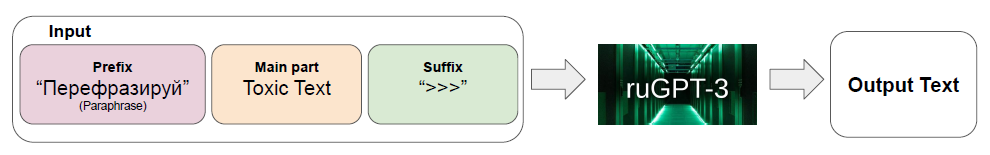 Input
Prefix
“Перефразируй”
(Paraphrase)
Main part
Toxic Text
Suffix
“>>>”
ruGPT-3
Output Text